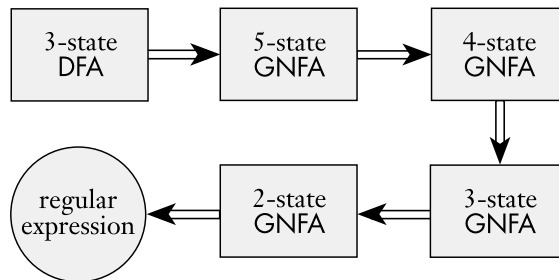 3-state
DFA
5-state
GNFA
4-state
GNFA
3-state
GNFA
2-state
GNFA
regular
expression